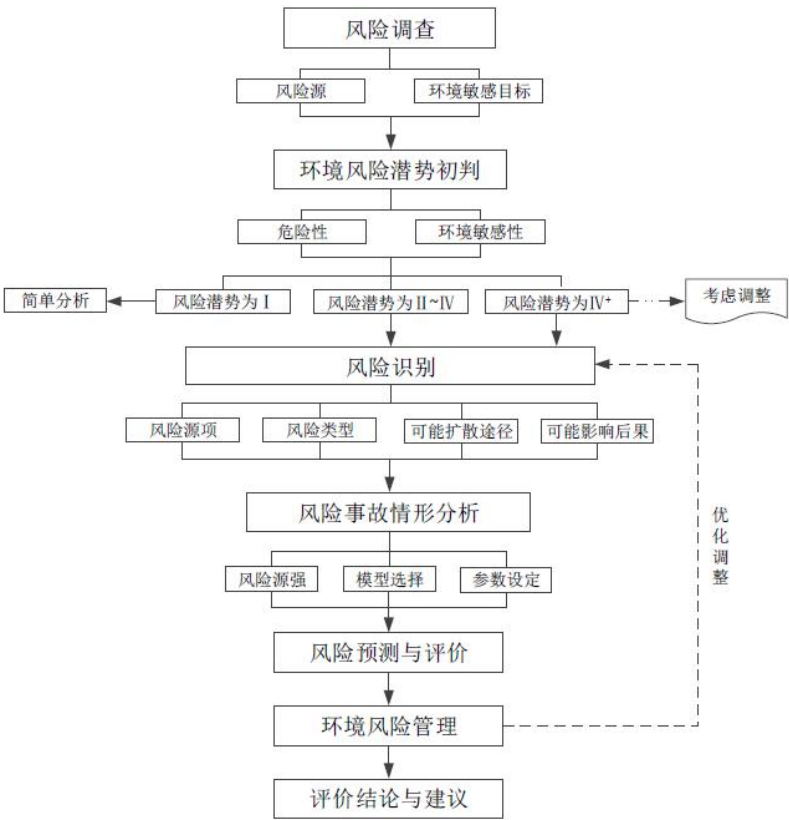 风险调查
风险源
环境敏感目标
环境风险潜势初判
危险性
环境敏感性
简单分析
风险潜势为Ⅰ
风险潜势为Ⅱ~Ⅳ
风险潜势为Ⅳ⁺
考虑调整
风险识别
风险源项
风险类型
可能扩散途径
可能影响后果
风险事故情形分析
优化调整
风险源强
模型选择
参数设定
风险预测与评价
环境风险管理
评价结论与建议